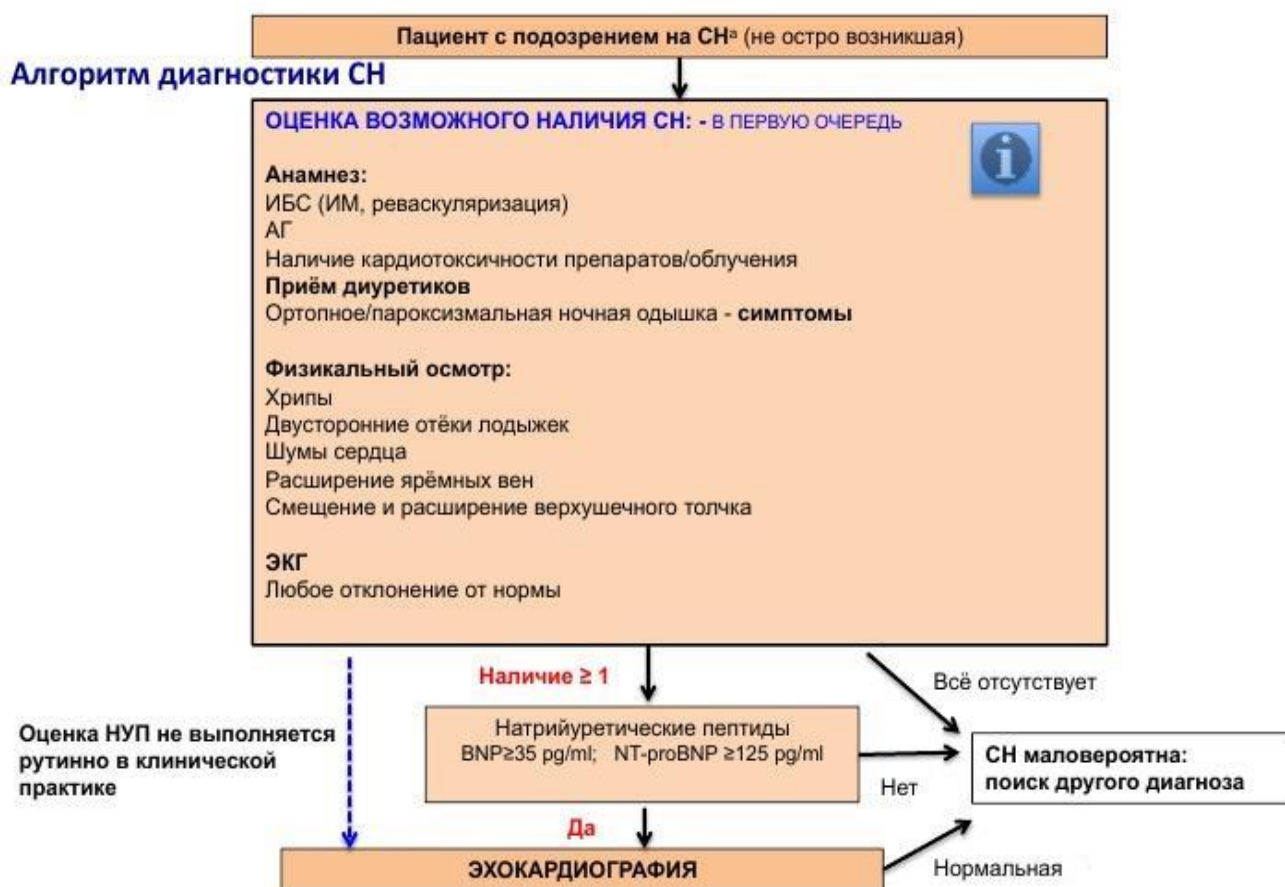 Пациент с подозрением на СНᵃ (не остро возникшая)
Алгоритм диагностики СН
ОЦЕНКА ВОЗМОЖНОГО НАЛИЧИЯ СН: - В ПЕРВУЮ ОЧЕРЕДЬ
Анамнез:
ИБС (ИМ, реваскуляризация)
АГ
Наличие кардиотоксичности препаратов/облучения
Приём диуретиков
Ортопное/пароксизмальная ночная одышка - симптомы
Физикальный осмотр:
Хрипы
Двусторонние отёки лодыжек
Шумы сердца
Расширение ярёмных вен
Смещение и расширение верхушечного толчка
ЭКГ
Любое отклонение от нормы
Наличие ≥ 1
Всё отсутствует
Оценка НУП не выполняется
рутинно в клинической
практике
Натрийуретические пептиды
BNP≥35 pg/ml; NT-proBNP ≥125 pg/ml
Нет
СН маловероятна:
поиск другого диагноза
Да
ЭХОКАРДИОГРАФИЯ
Нормальная